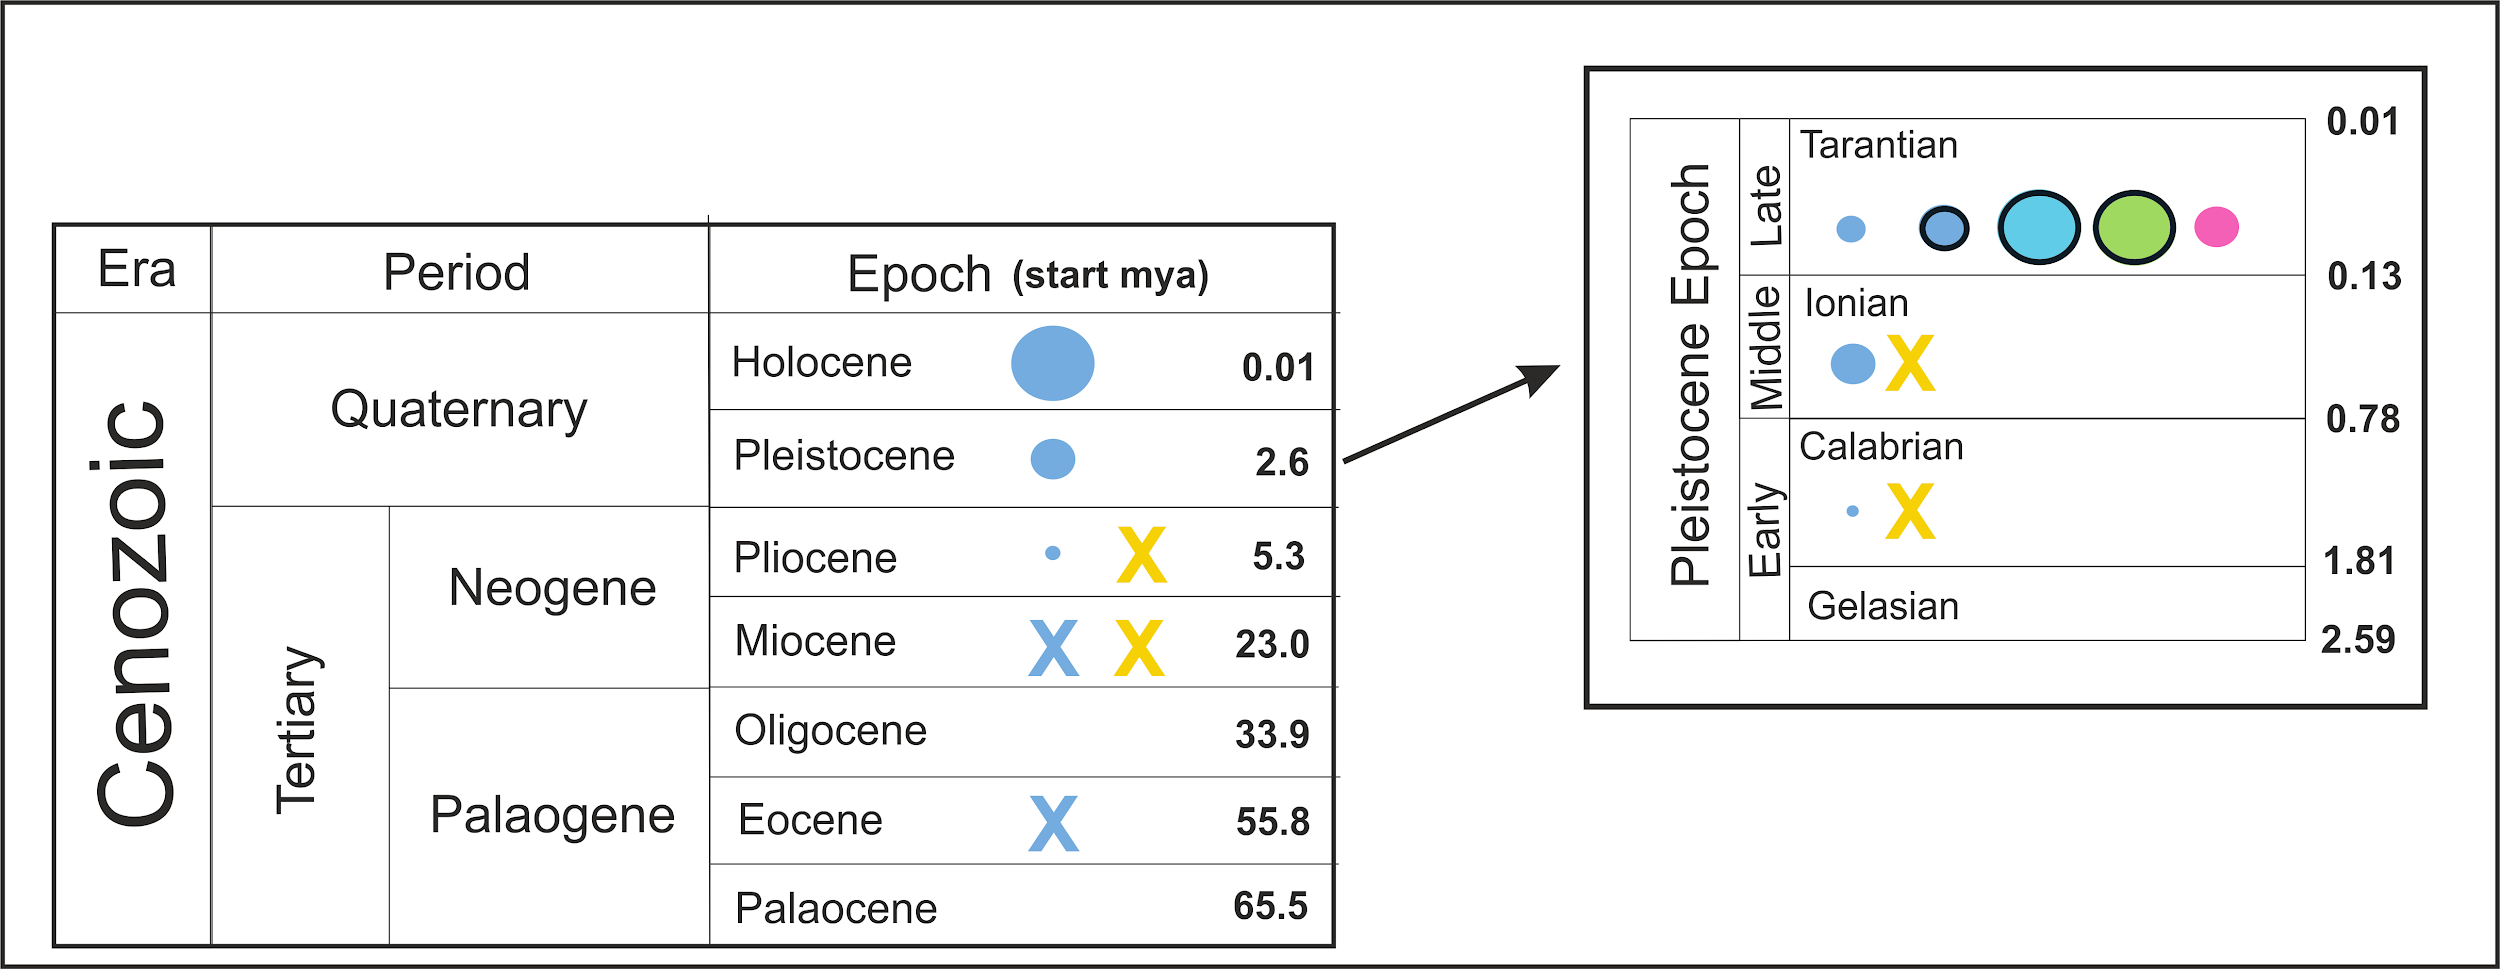 Era
Period
Epoch (start mya)
Cenozoic
Quaternary
Tertiary
Neogene
Palaogene
Holocene 0.01
Pleistocene 2.6
Pliocene X 5.3
Miocene X X 23.0
Oligocene 33.9
Eocene X 55.8
Palaocene 65.5
Pleistocene Epoch
Late
Middle
Early
0.01
Tarantian
0.13
Ionian
X
0.78
Calabrian
X
1.81
Gelasian
2.59